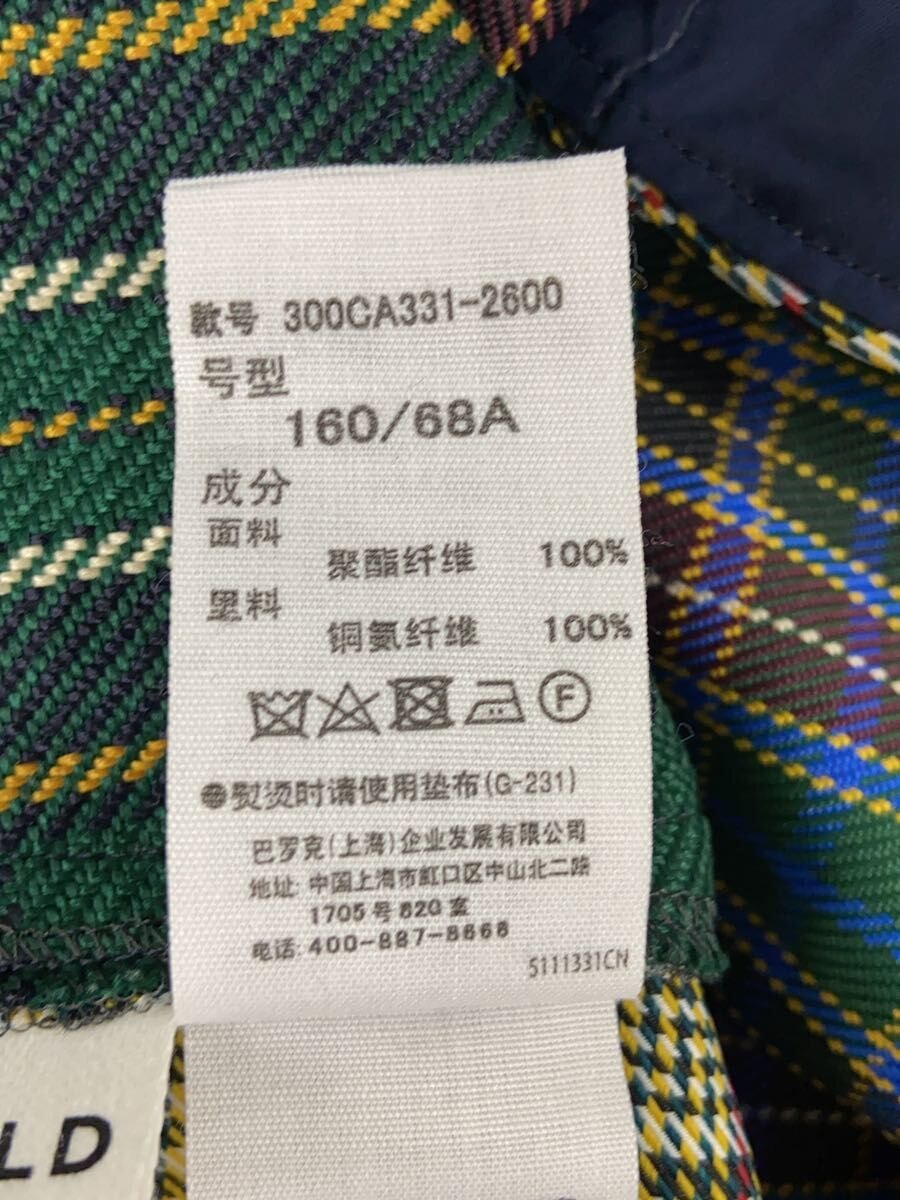 款号 300CA331-2600
号型
160/68A
成分
面料
聚酯纤维 100%
里料
铜氨纤维 100%
F
●熨烫时请使用垫布(G-231)
巴罗克(上海)企业发展有限公司
地址: 中国上海市虹口区中山北二路
1705号820室
电话: 400-887-8668
5111331CN
LD